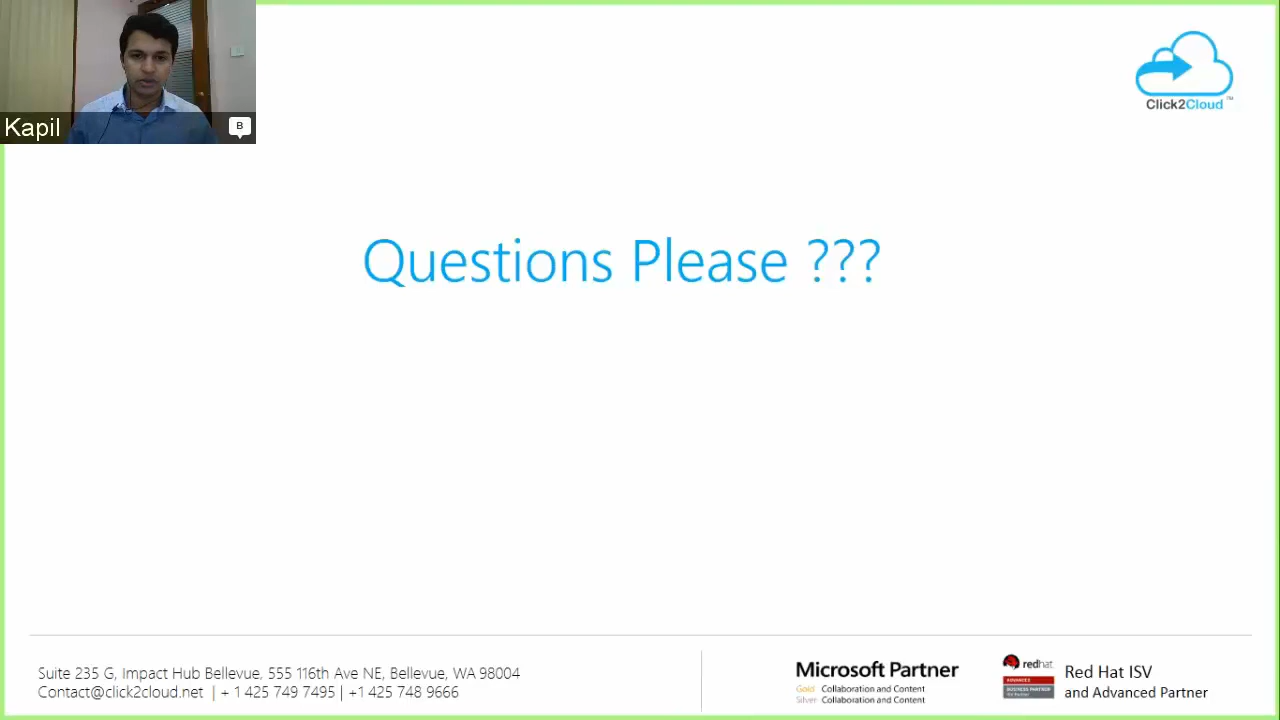 Kapil
B
Click2Cloud™
Questions Please ???
Suite 235 G, Impact Hub Bellevue, 555 116th Ave NE, Bellevue, WA 98004
Contact@click2cloud.net | + 1 425 749 7495 | +1 425 748 9666
Microsoft Partner
Gold Collaboration and Content
Silver Collaboration and Content
redhat.
ADVANCED
BUSINESS PARTNER
Red Hat ISV
and Advanced Partner